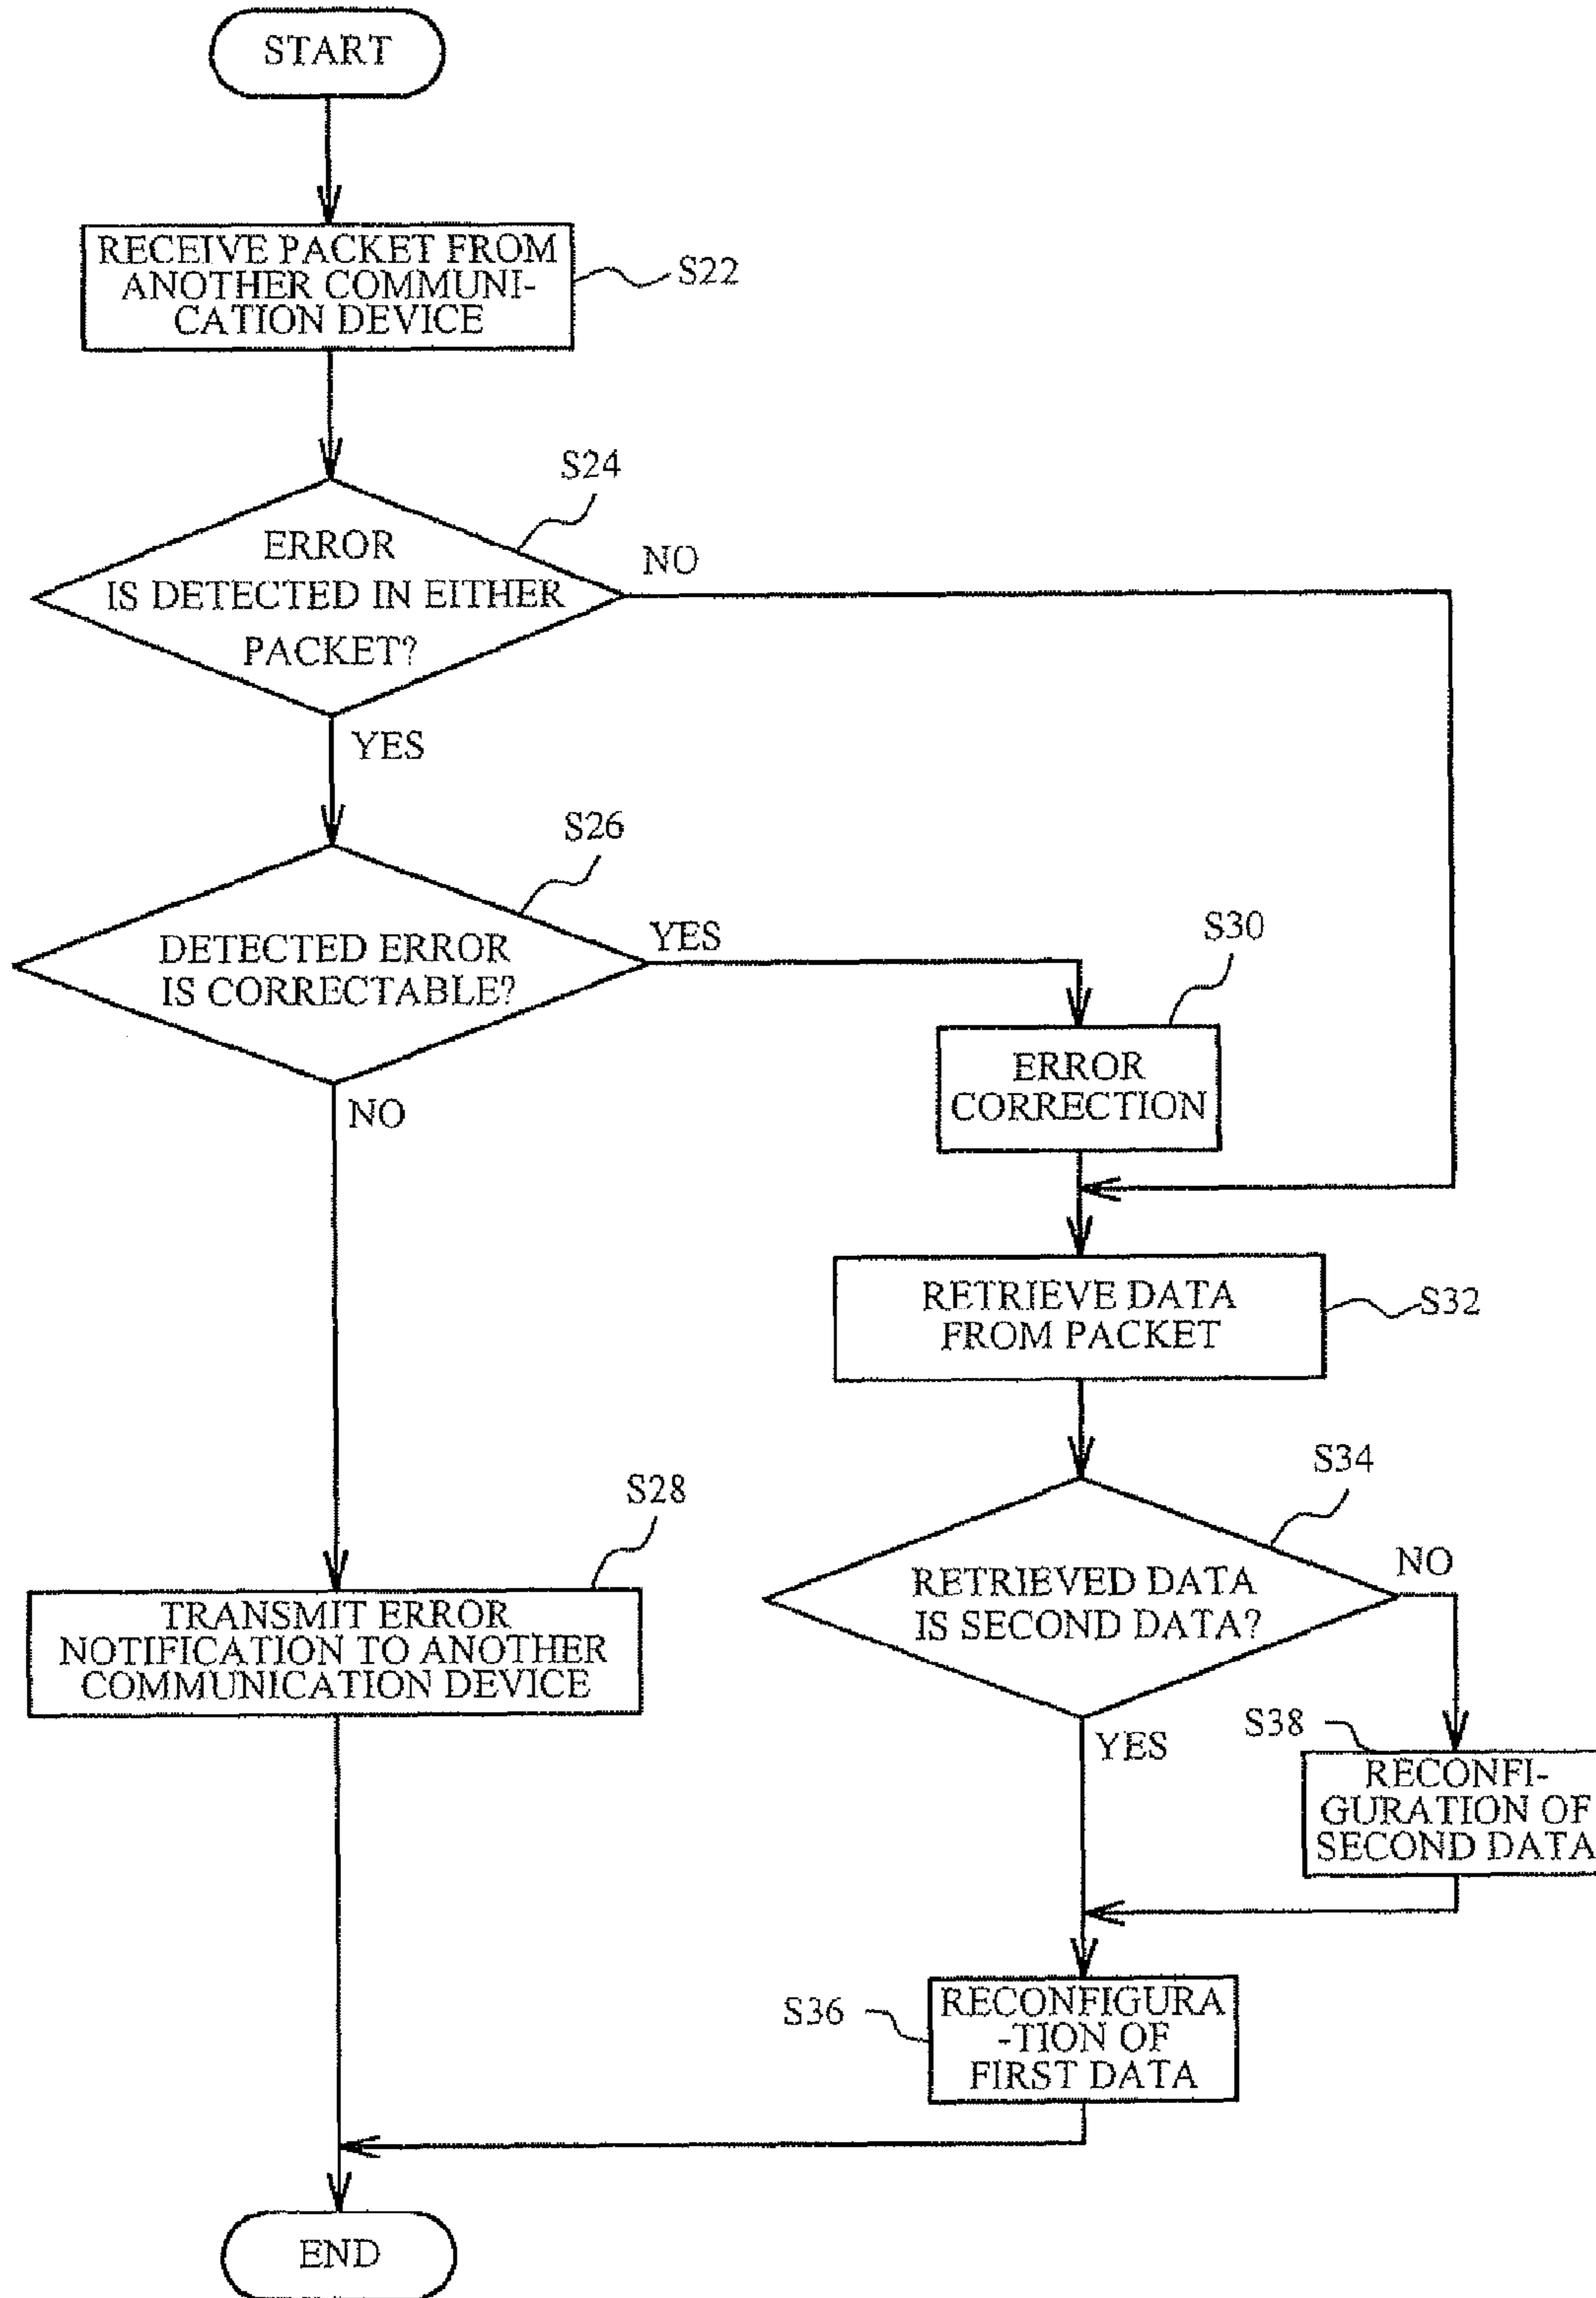 START
RECEIVE PACKET FROM
ANOTHER COMMUNI-
CATION DEVICE
S22
S24
ERROR
IS DETECTED IN EITHER
PACKET?
NO
YES
S26
DETECTED ERROR
IS CORRECTABLE?
YES
NO
S30
ERROR
CORRECTION
RETRIEVE DATA
FROM PACKET
S32
S34
RETRIEVED DATA
IS SECOND DATA?
NO
YES
S28
TRANSMIT ERROR
NOTIFICATION TO ANOTHER
COMMUNICATION DEVICE
S38
RECONFI-
GURATION OF
SECOND DATA
S36
RECONFIGURA
-TION OF
FIRST DATA
END